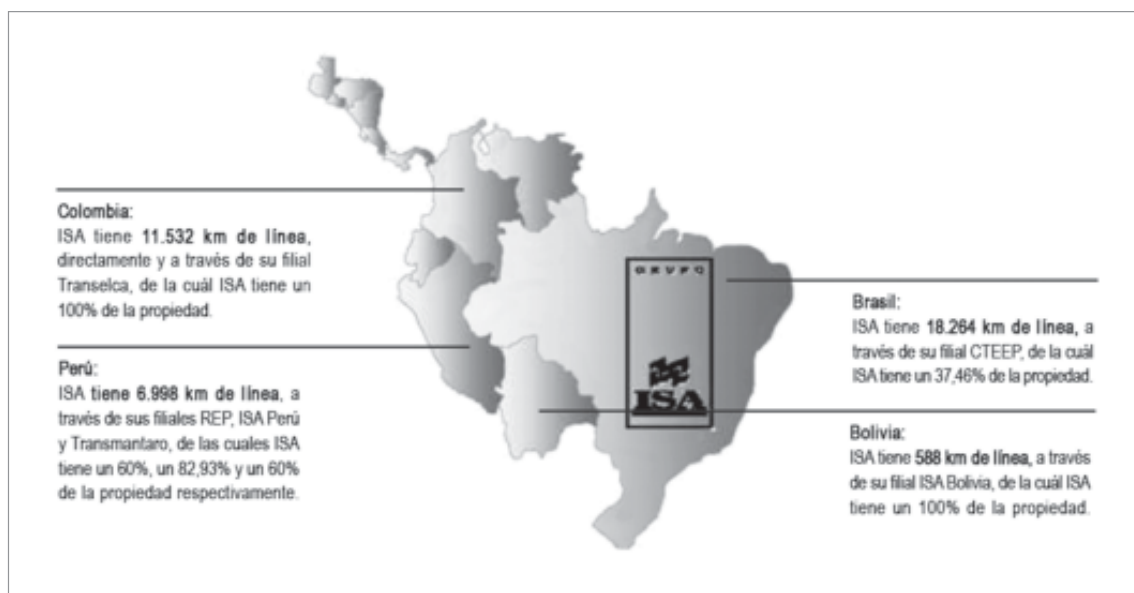 Colombia:
ISA tiene 11.532 km de línea,
directamente y a través de su filial
Transelca, de la cuál ISA tiene un
100% de la propiedad.
Perú:
ISA tiene 6.998 km de línea, a
través de sus filiales REP, ISA Perú
y Transmantaro, de las cuales ISA
tiene un 60%, un 82,93% y un 60%
de la propiedad respectivamente.
GRUPO
ISA
Brasil:
ISA tiene 18.264 km de línea, a
través de su filial CTEEP, de la cuál
ISA tiene un 37,46% de la propiedad.
Bolivia:
ISA tiene 588 km de línea, a través
de su filial ISA Bolivia, de la cuál ISA
tiene un 100% de la propiedad.